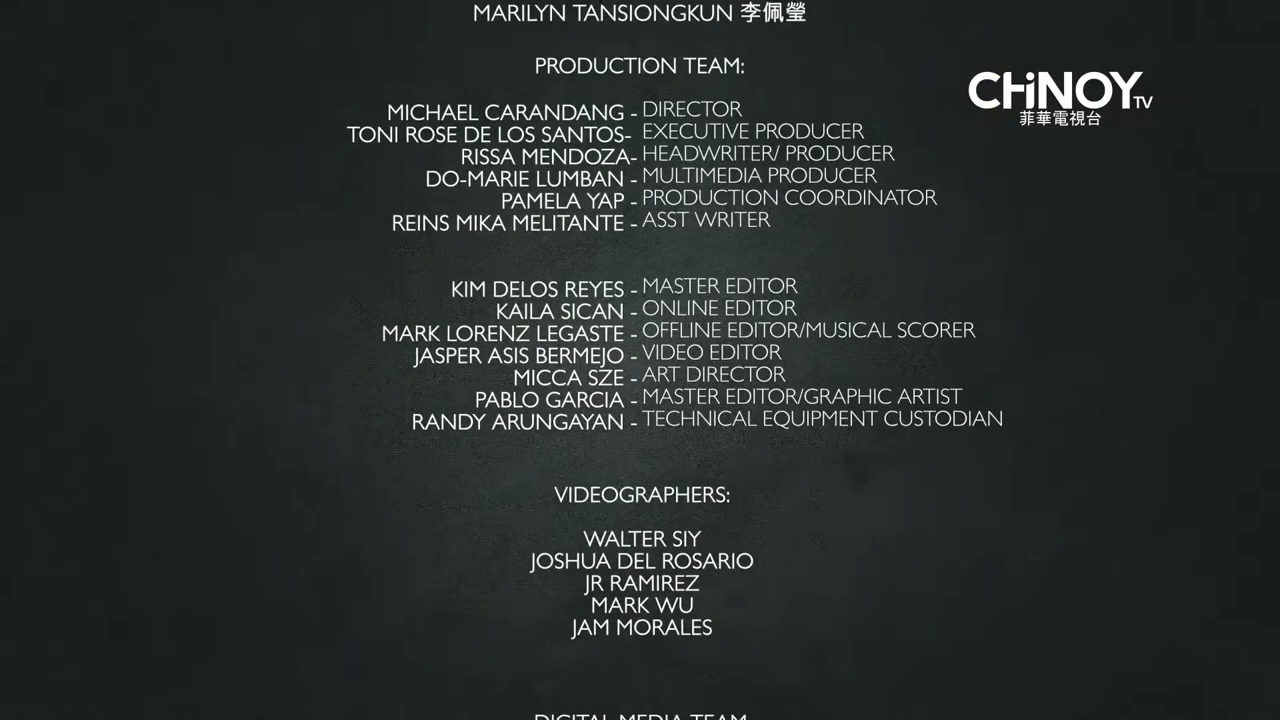 MARILYN TANSIONGKUN 李佩瑩
PRODUCTION TEAM:
CHiNOY TV
菲華電視台
MICHAEL CARANDANG - DIRECTOR
TONI ROSE DE LOS SANTOS- EXECUTIVE PRODUCER
RISSA MENDOZA- HEADWRITER/ PRODUCER
DO-MARIE LUMBAN - MULTIMEDIA PRODUCER
PAMELA YAP - PRODUCTION COORDINATOR
REINS MIKA MELITANTE - ASST WRITER
KIM DELOS REYES - MASTER EDITOR
KAILA SICAN - ONLINE EDITOR
MARK LORENZ LEGASTE - OFFLINE EDITOR/MUSICAL SCORER
JASPER ASIS BERMEJO - VIDEO EDITOR
MICCA SZE - ART DIRECTOR
PABLO GARCIA - MASTER EDITOR/GRAPHIC ARTIST
RANDY ARUNGAYAN - TECHNICAL EQUIPMENT CUSTODIAN
VIDEOGRAPHERS:
WALTER SIY
JOSHUA DEL ROSARIO
JR RAMIREZ
MARK WU
JAM MORALES
DIGITAL MEDIA TEAM